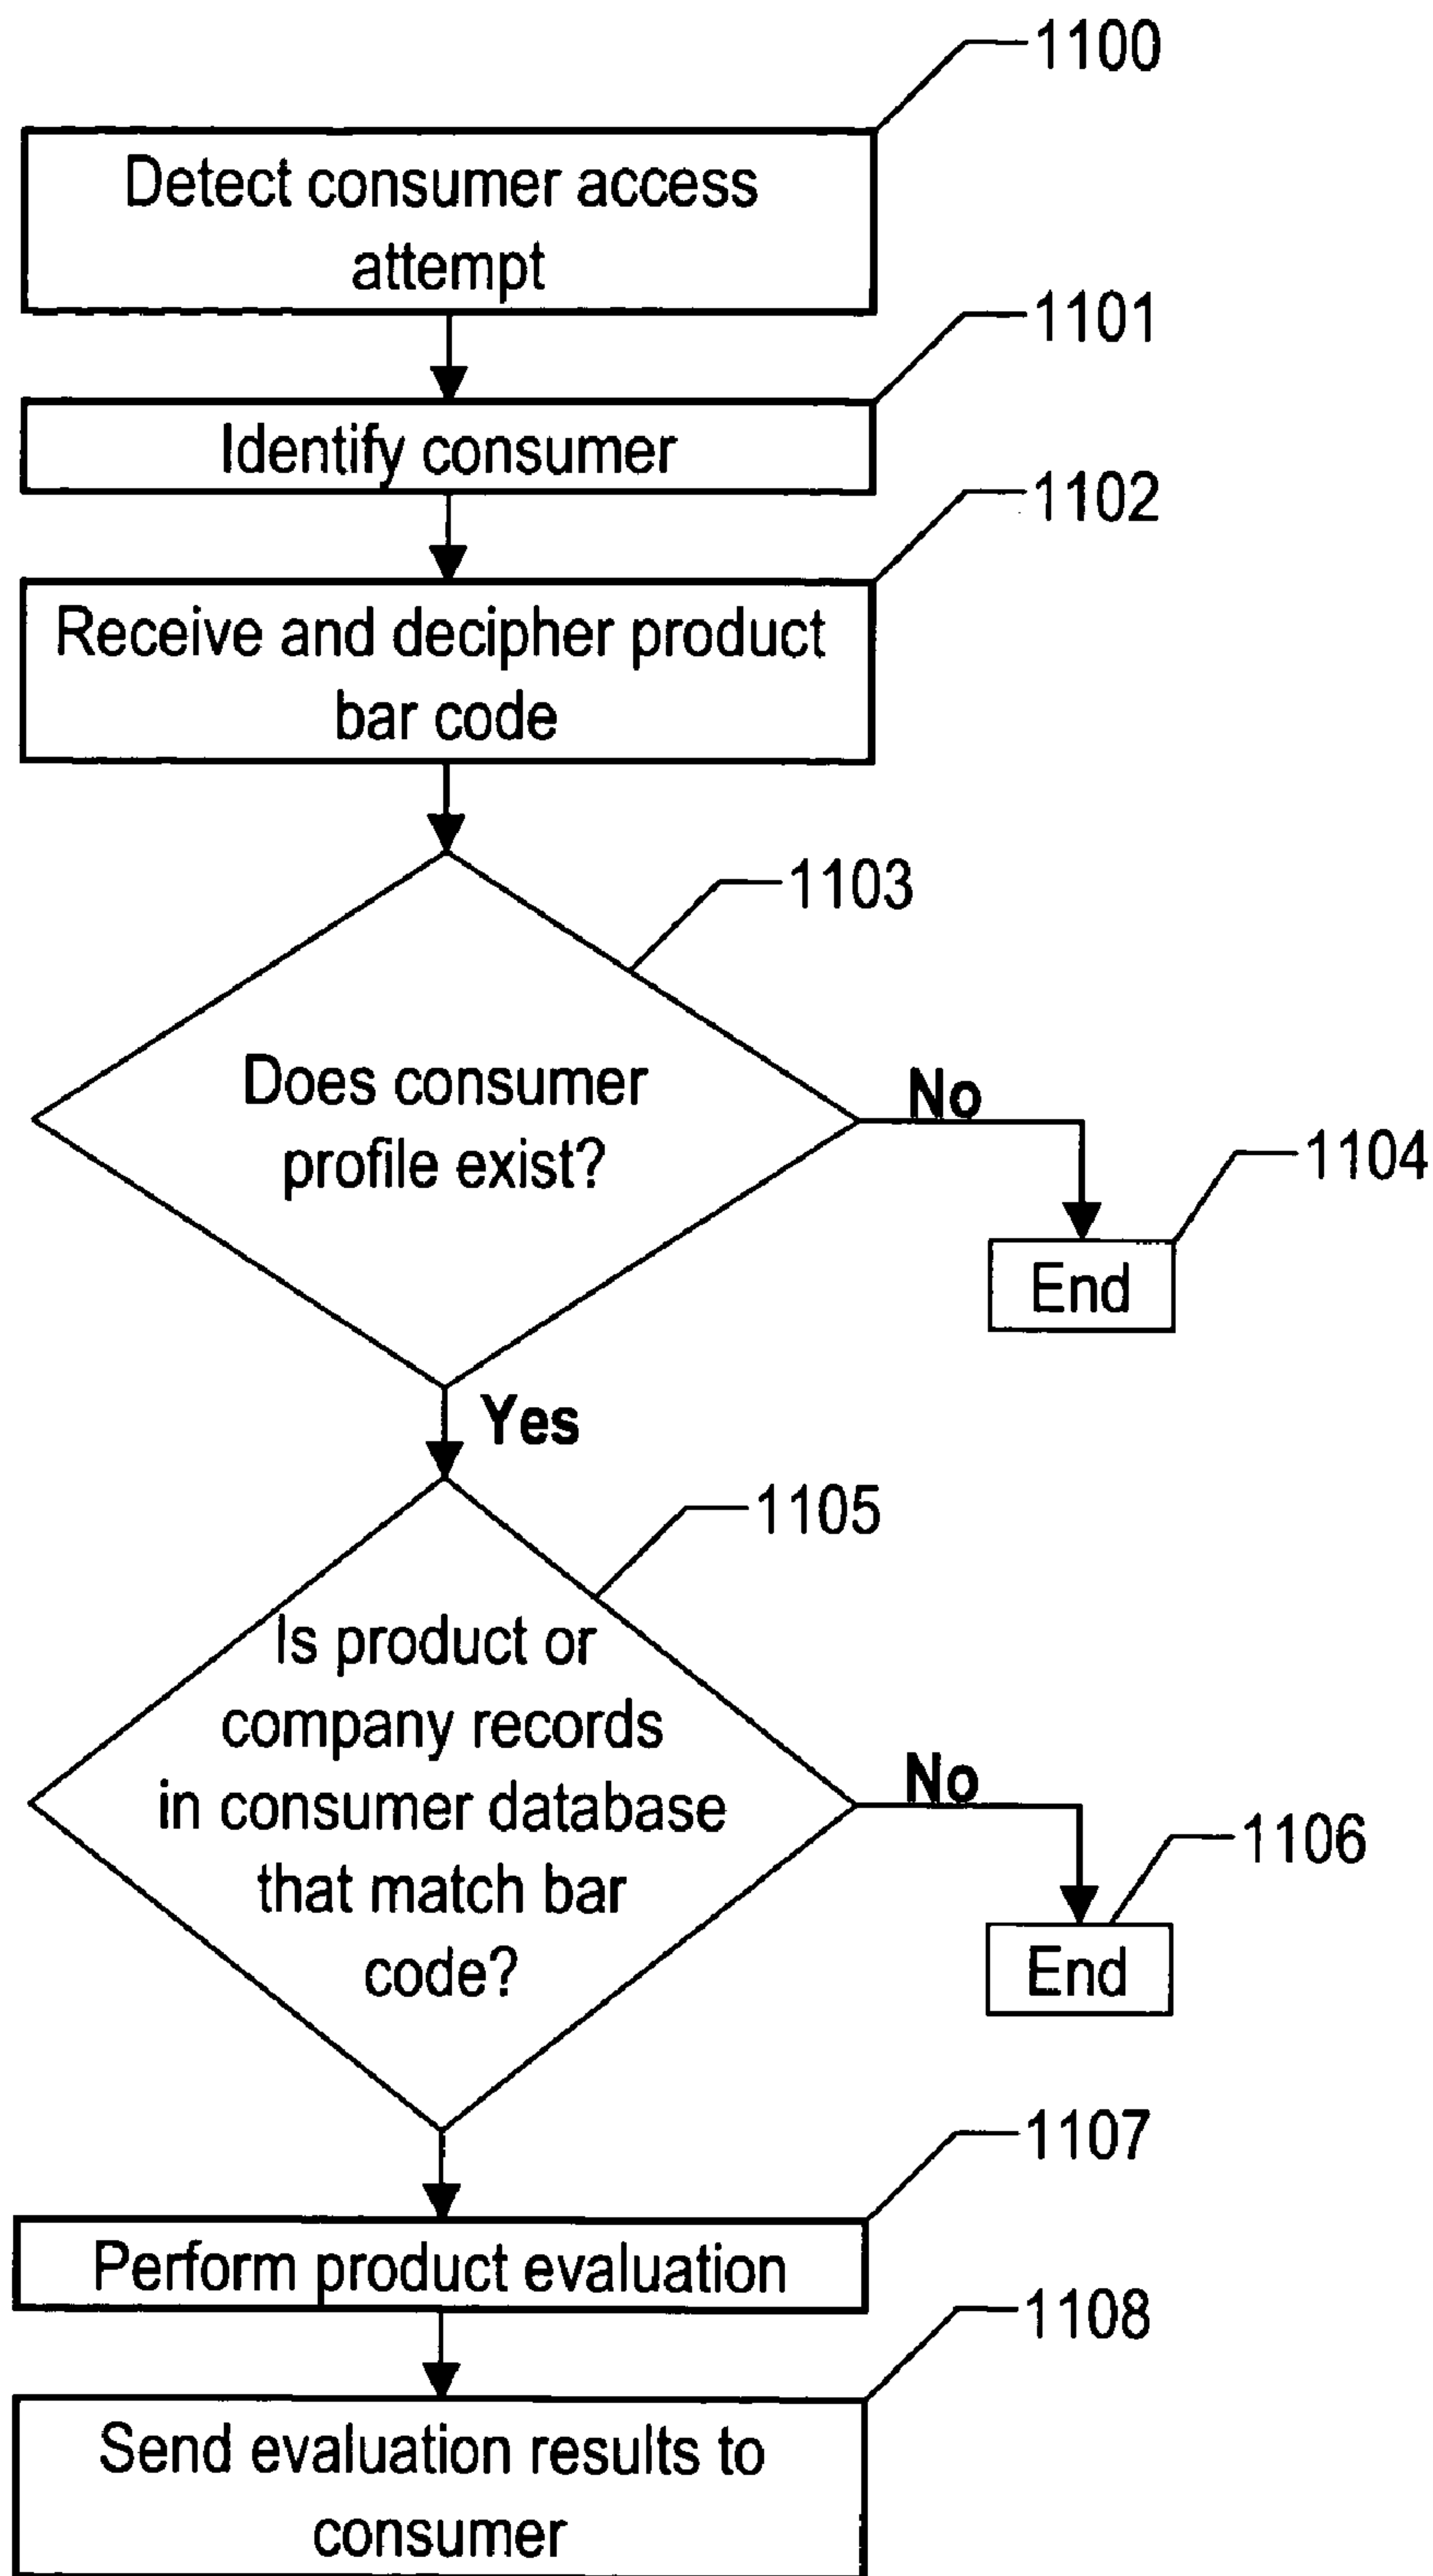 1100
Detect consumer access
attempt
1101
Identify consumer
1102
Receive and decipher product
bar code
1103
Does consumer
profile exist?
No
1104
End
Yes
1105
Is product or
company records
in consumer database
that match bar
code?
No
1106
End
1107
Perform product evaluation
1108
Send evaluation results to
consumer